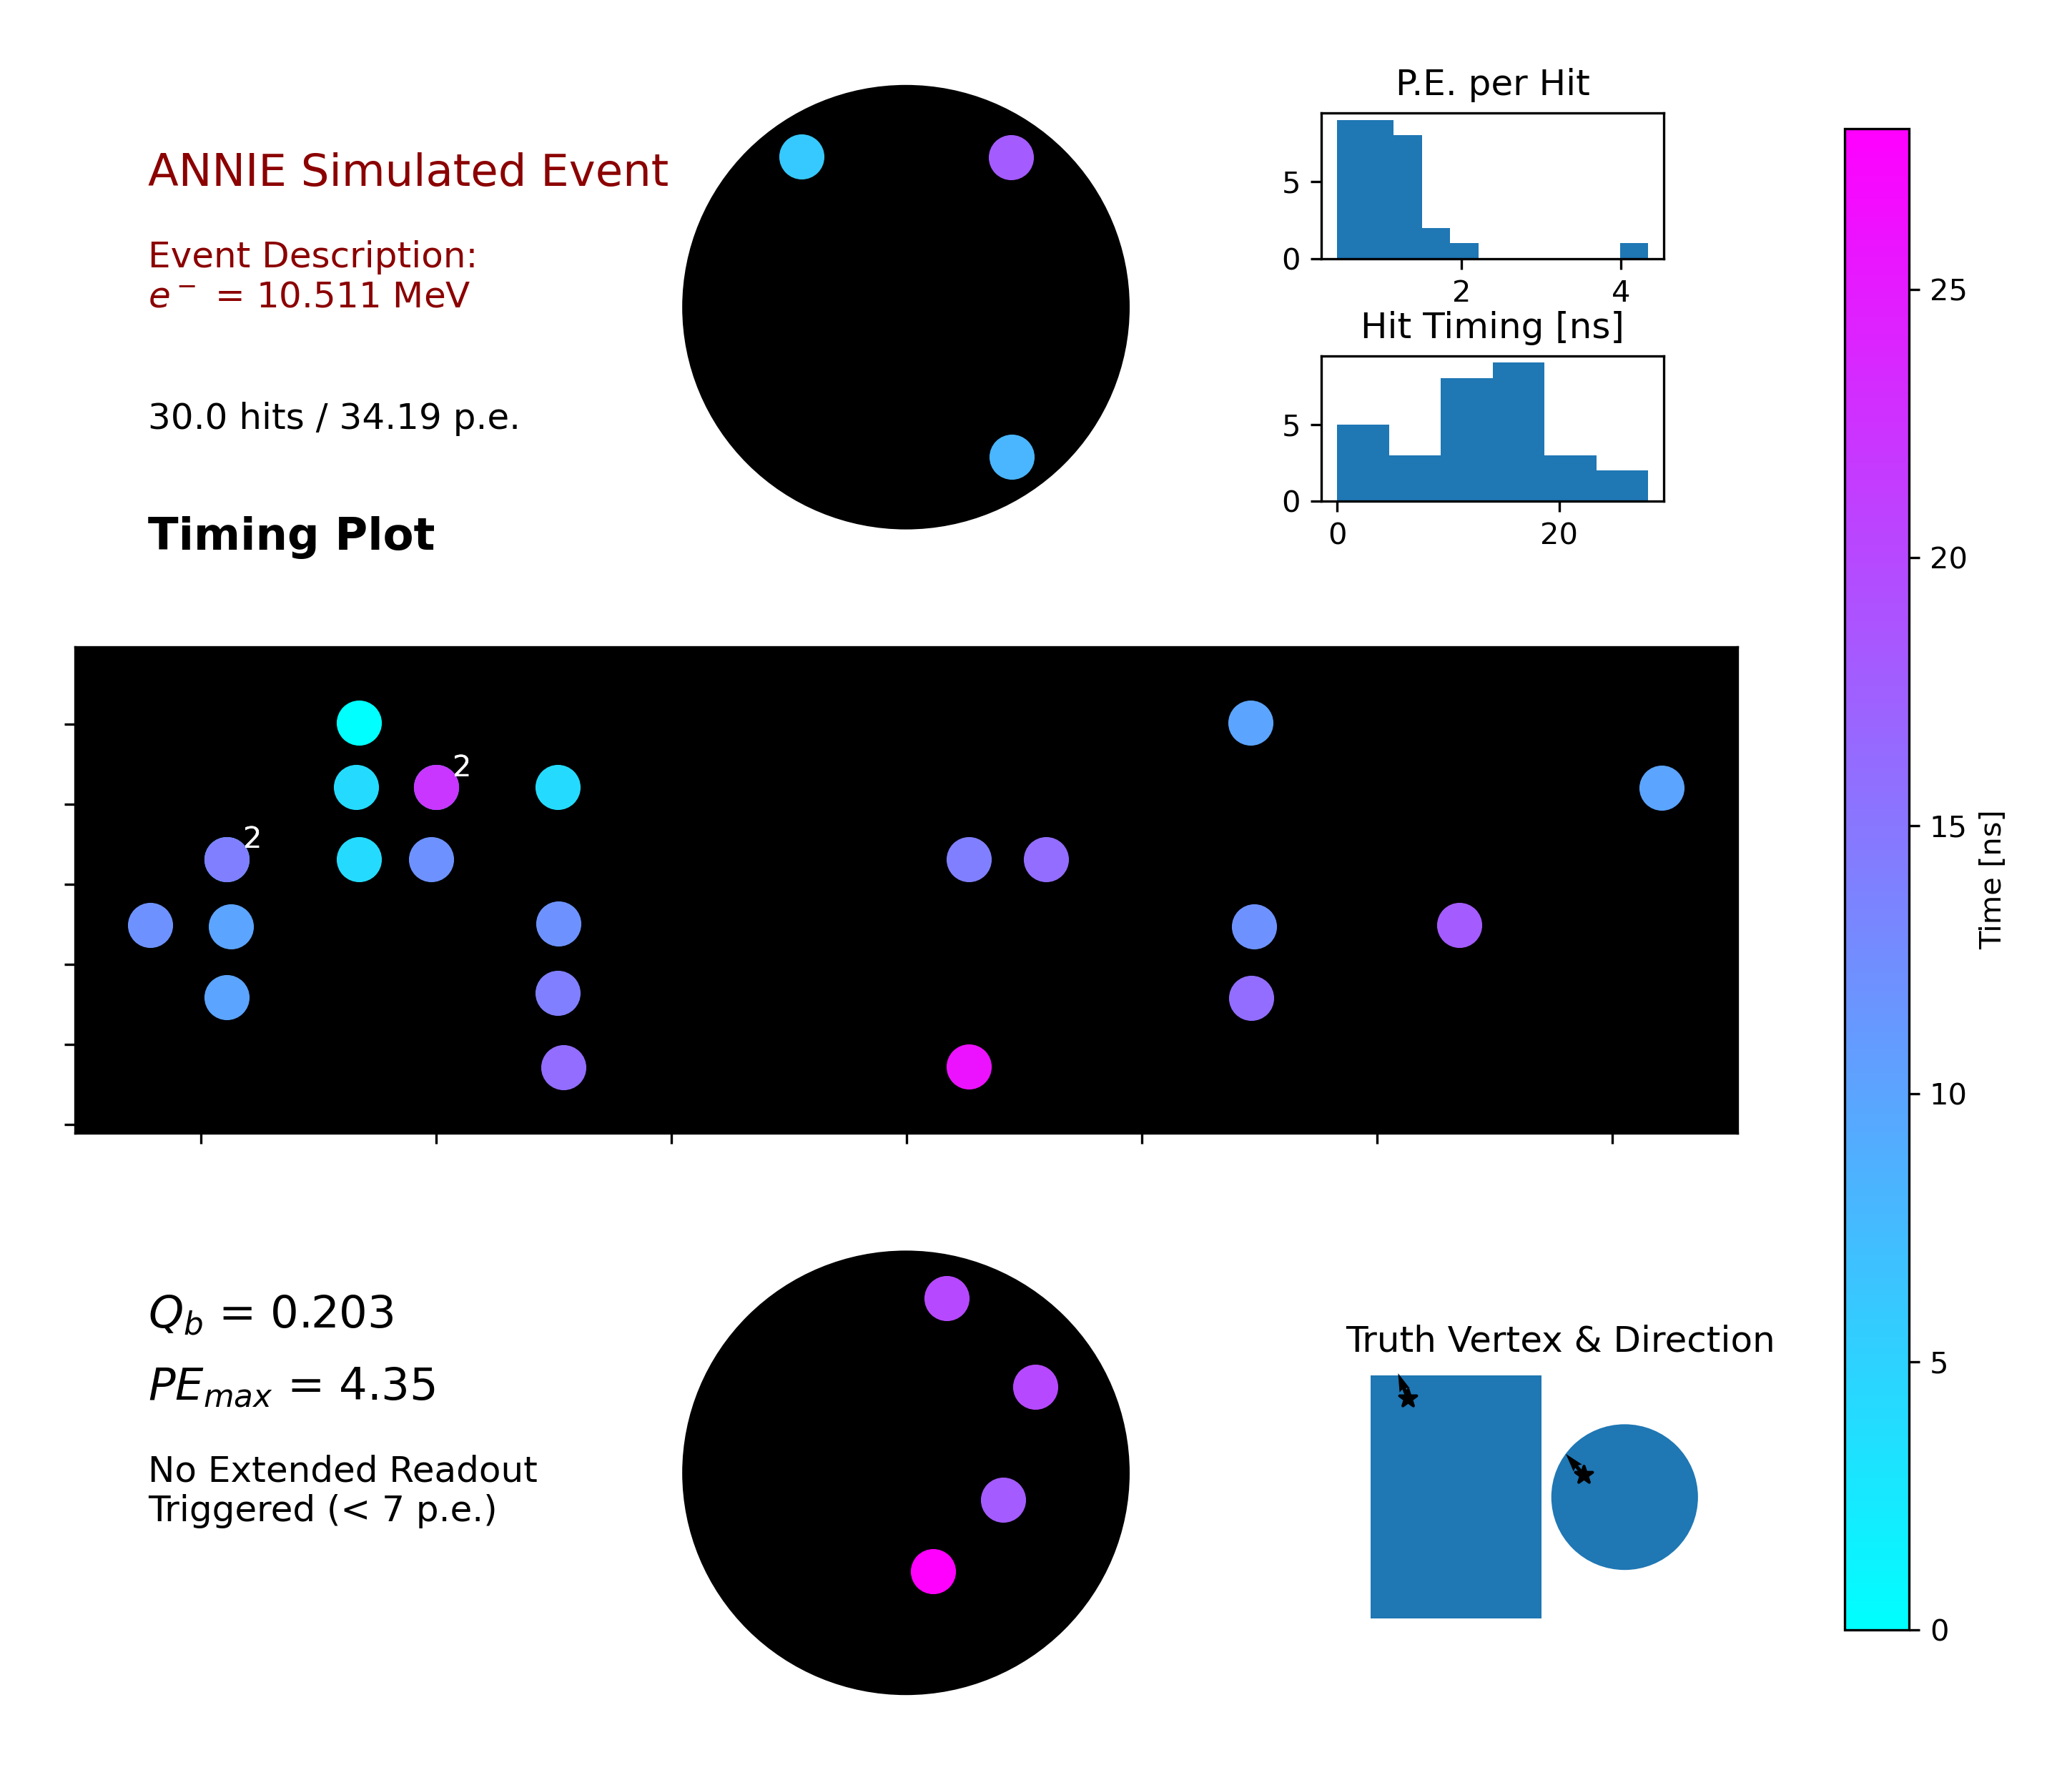 ANNIE Simulated Event
Event Description:
e⁻ = 10.511 MeV
30.0 hits / 34.19 p.e.
Timing Plot
P.E. per Hit
5
0
2 4
Hit Timing [ns]
5
0
0 20
2
2
25
20
15
10
5
0
Time [ns]
Q_b = 0.203
PE_max = 4.35
No Extended Readout
Triggered (< 7 p.e.)
Truth Vertex & Direction